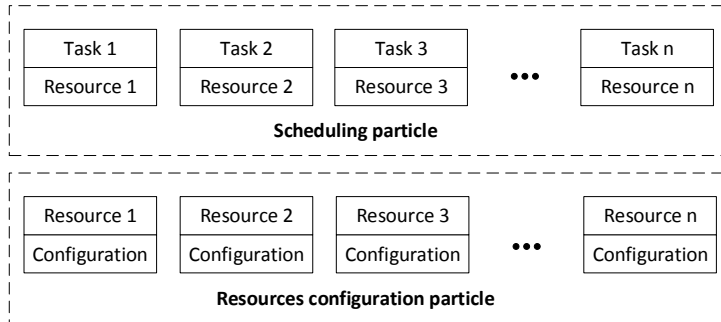 Task 1 Task 2 Task 3 ••• Task n
Resource 1 Resource 2 Resource 3 Resource n
Scheduling particle
Resource 1 Resource 2 Resource 3 ••• Resource n
Configuration Configuration Configuration Configuration
Resources configuration particle